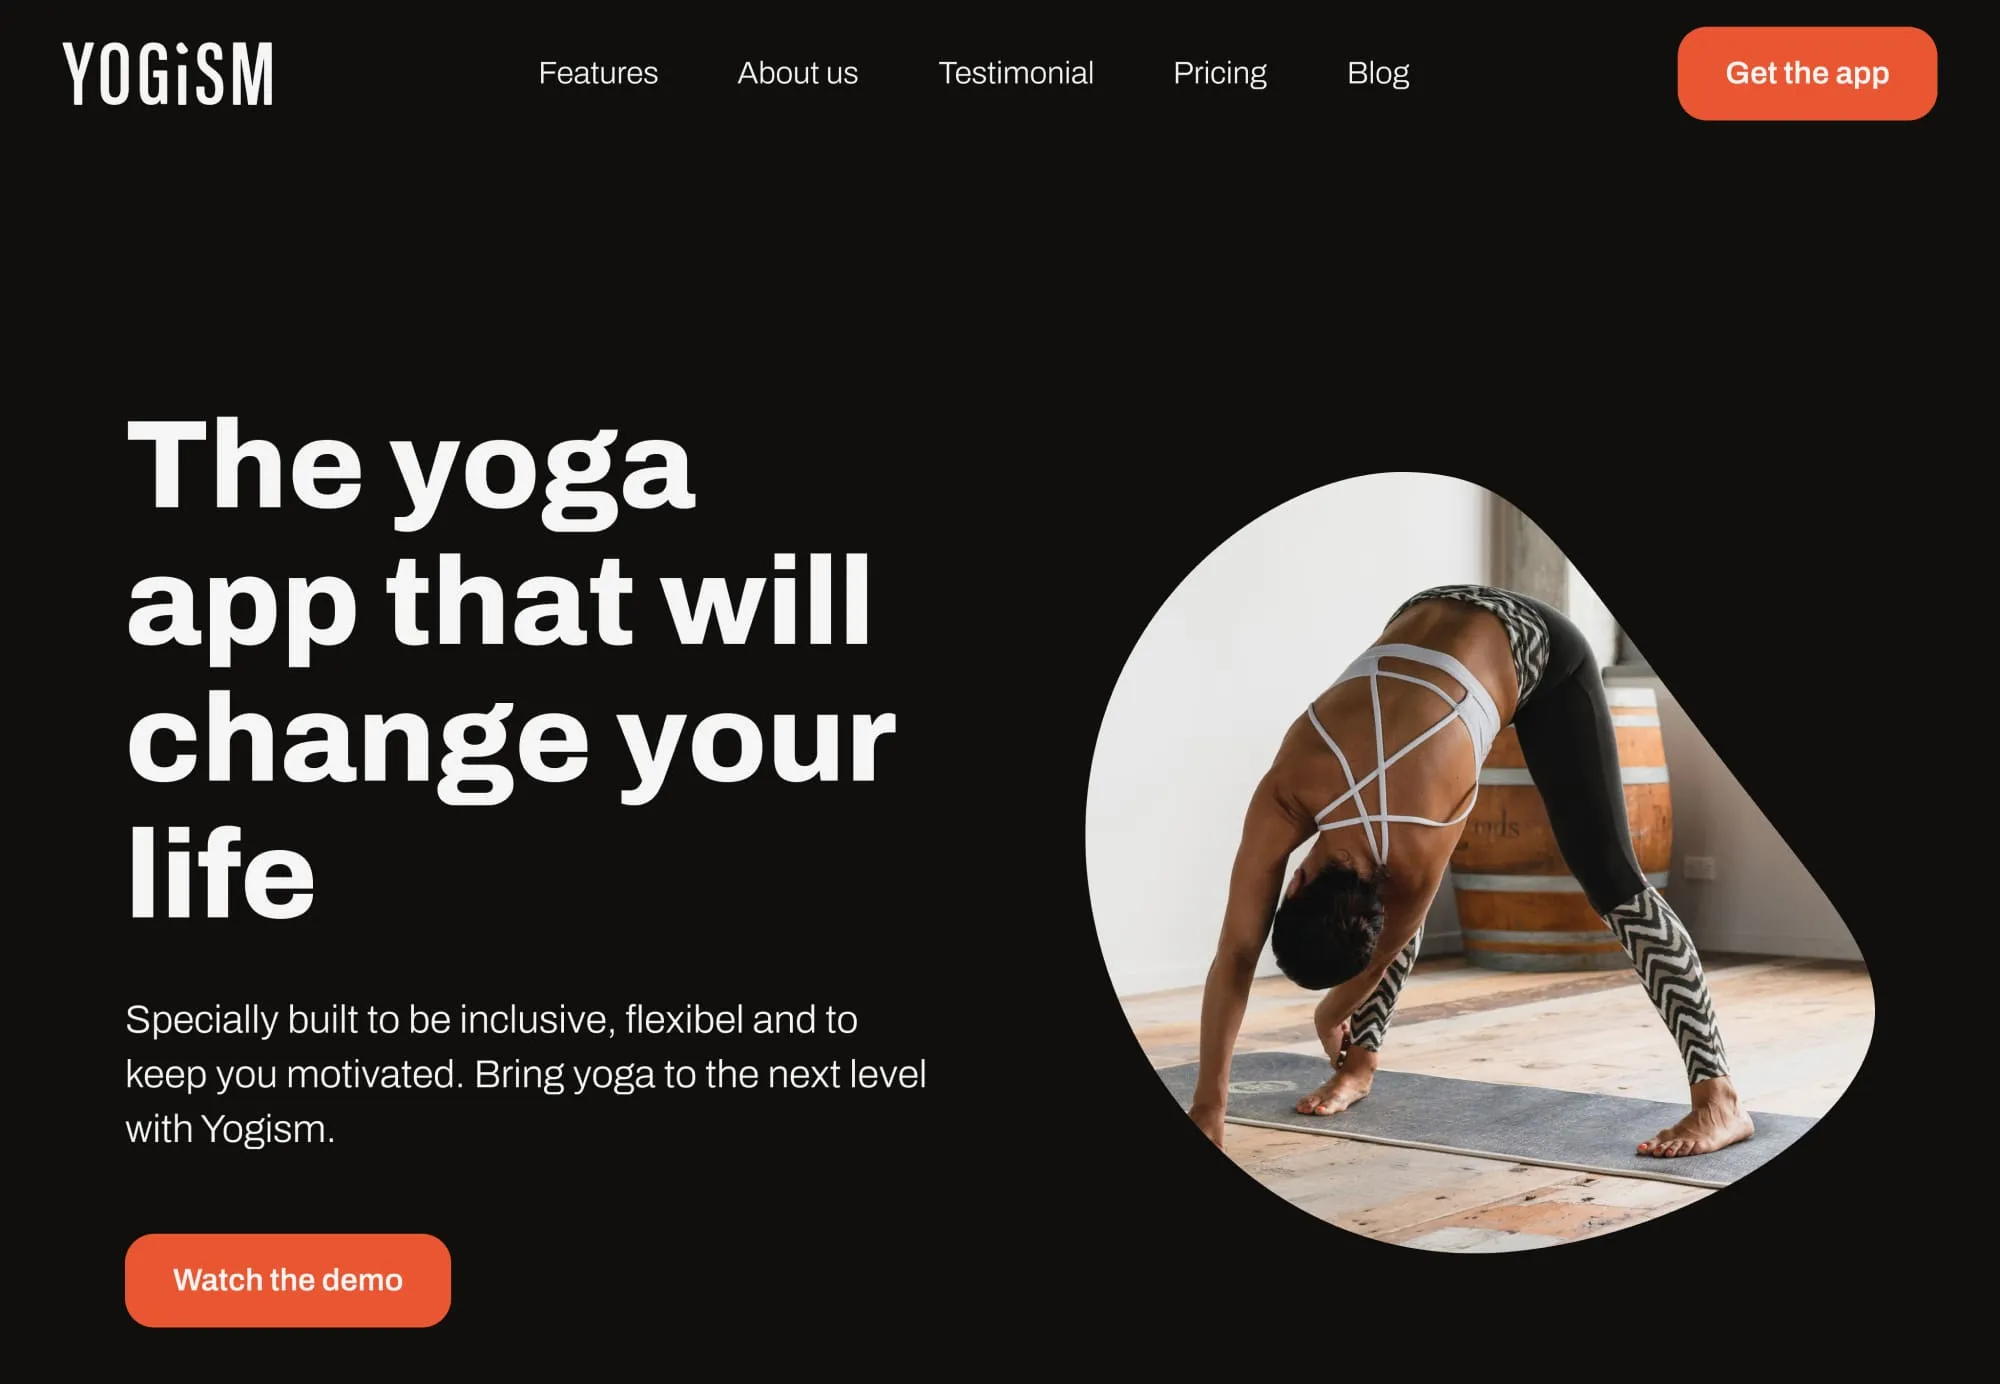 YOGiSM
Features
About us
Testimonial
Pricing
Blog
Get the app
The yoga
app that will
change your
life
Specially built to be inclusive, flexibel and to
keep you motivated. Bring yoga to the next level
with Yogism.
Watch the demo